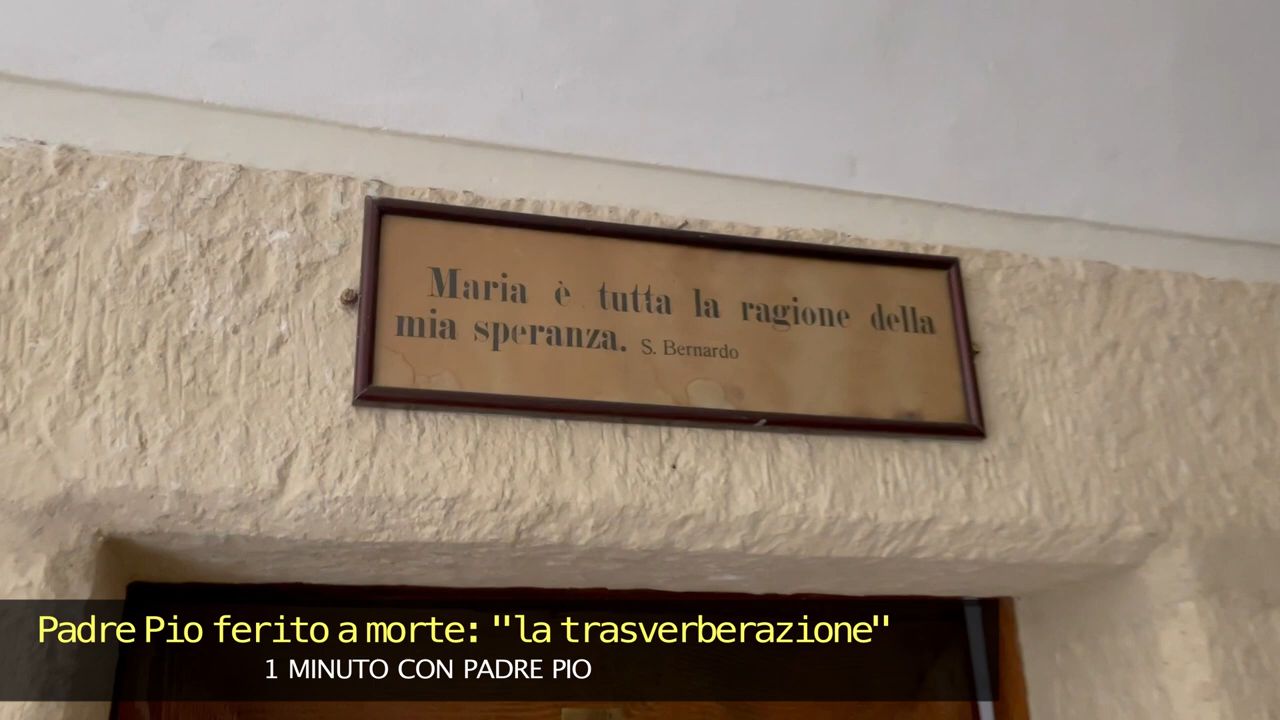 Maria è tutta la ragione della
mia speranza. S. Bernardo
Padre Pio ferito a morte: "la trasverberazione"
1 MINUTO CON PADRE PIO